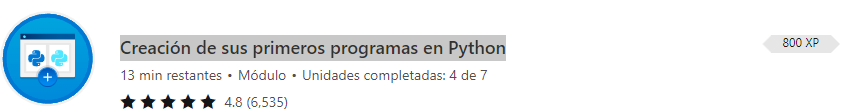 Creación de sus primeros programas en Python
800 XP
13 min restantes • Módulo • Unidades completadas: 4 de 7
4.8 (6,535)